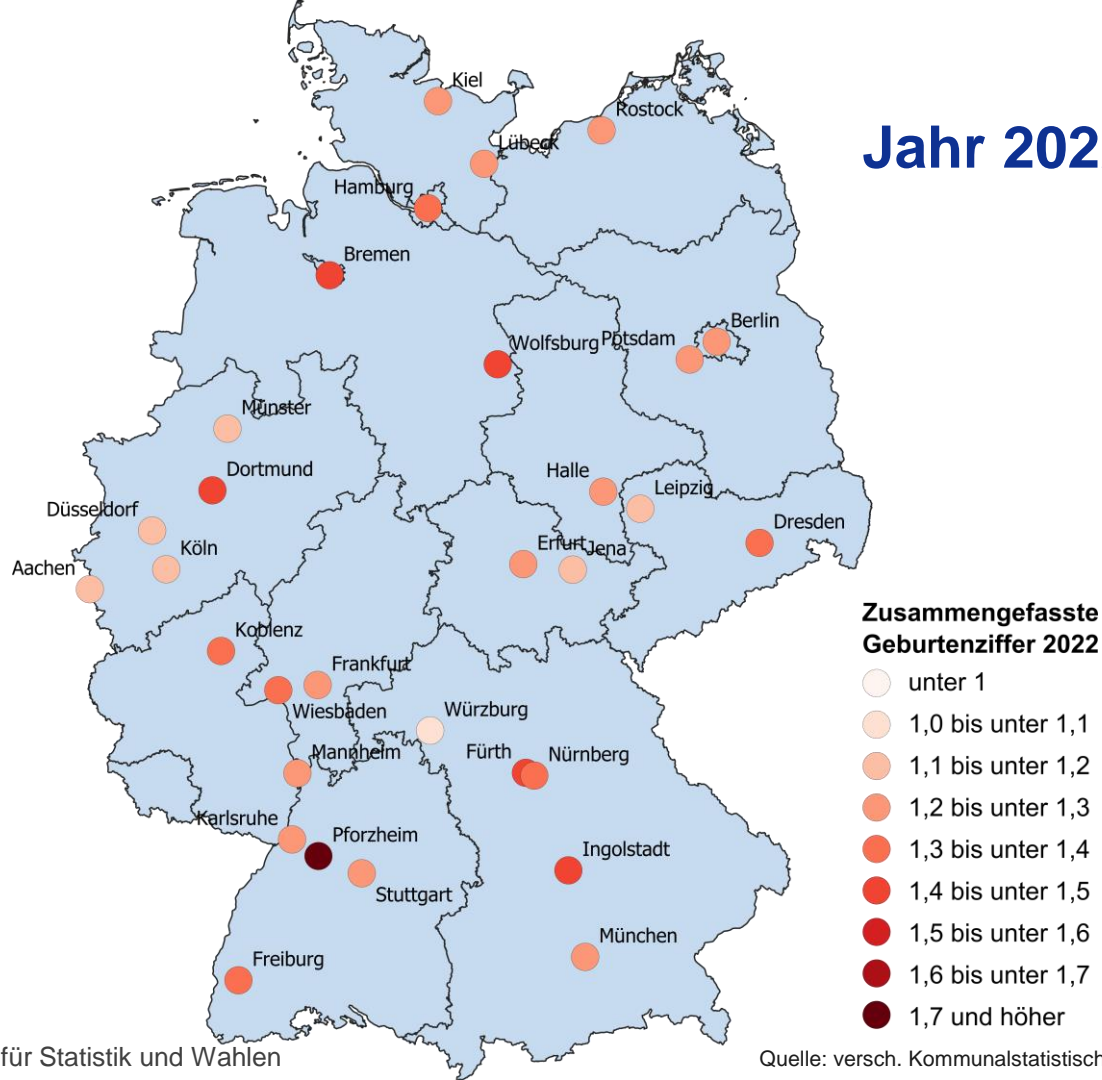 Jahr 202
Kiel
Rostock
Lübeck
Hamburg
Bremen
Berlin
Potsdam
Wolfsburg
Münster
Dortmund
Halle
Leipzig
Düsseldorf
Dresden
Köln
Erfurt
Jena
Aachen
Koblenz
Frankfurt
Wiesbaden
Würzburg
Mannheim
Fürth
Nürnberg
Karlsruhe
Pforzheim
Ingolstadt
Stuttgart
München
Freiburg
Zusammengefasste
Geburtenziffer 2022
unter 1
1,0 bis unter 1,1
1,1 bis unter 1,2
1,2 bis unter 1,3
1,3 bis unter 1,4
1,4 bis unter 1,5
1,5 bis unter 1,6
1,6 bis unter 1,7
1,7 und höher
für Statistik und Wahlen
Quelle: versch. Kommunalstatistisch